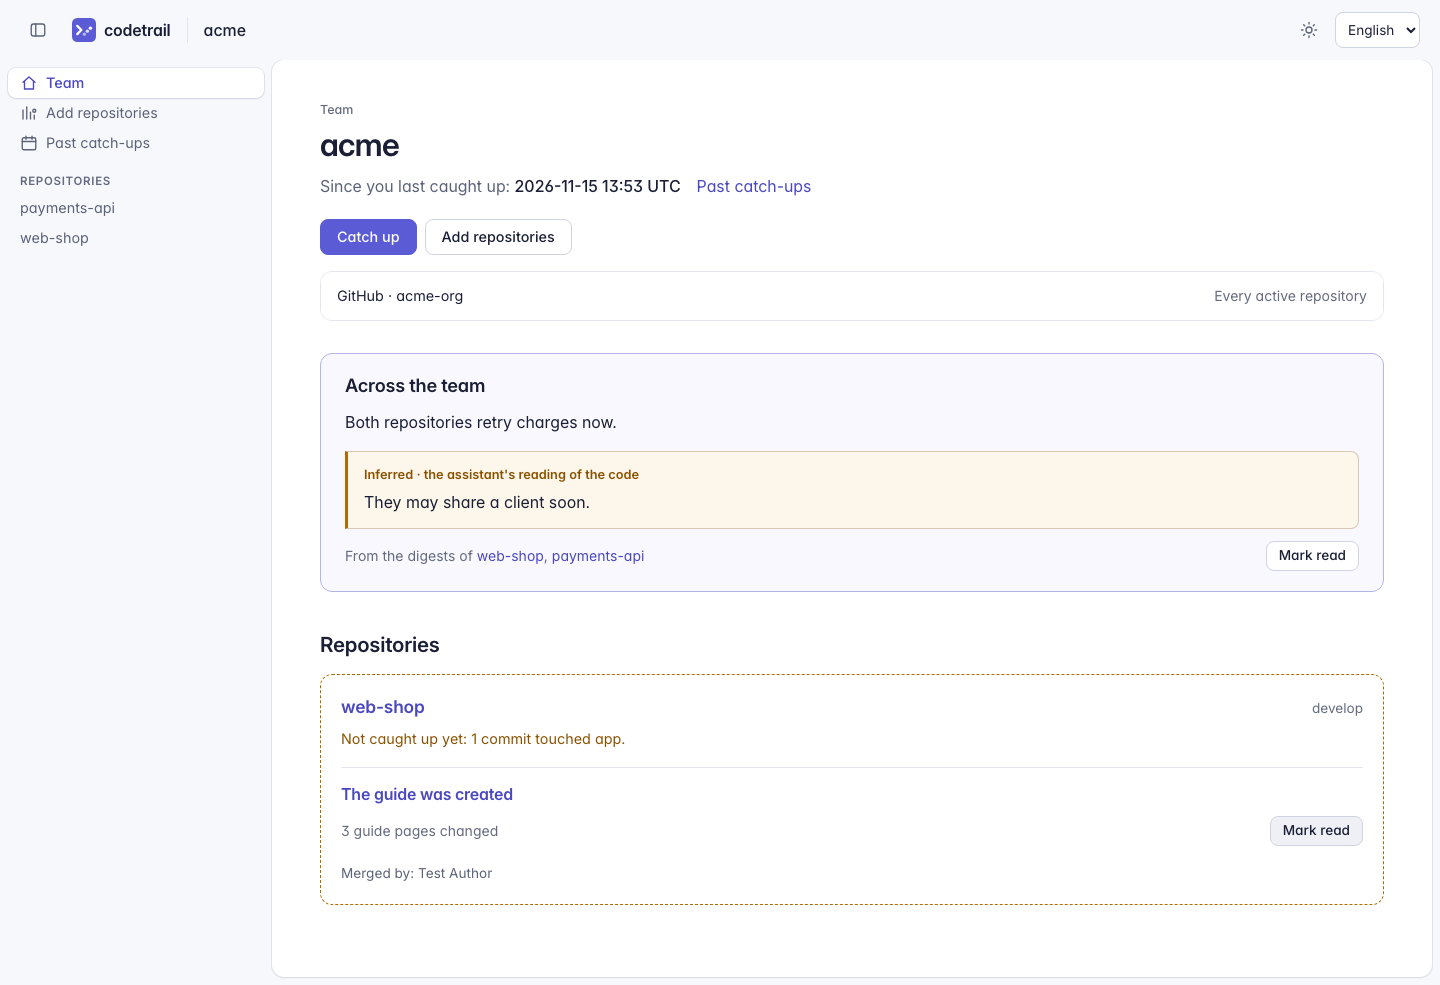 codetrail
acme
English
Team
Add repositories
Past catch-ups
REPOSITORIES
payments-api
web-shop
Team
acme
Since you last caught up: 2026-11-15 13:53 UTC Past catch-ups
Catch up
Add repositories
GitHub · acme-org
Every active repository
Across the team
Both repositories retry charges now.
Inferred · the assistant's reading of the code
They may share a client soon.
From the digests of web-shop, payments-api
Mark read
Repositories
web-shop
develop
Not caught up yet: 1 commit touched app.
The guide was created
3 guide pages changed
Mark read
Merged by: Test Author